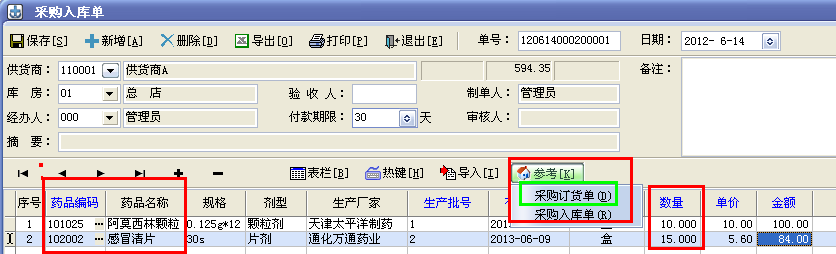 采购入库单
保存[S] 新增[A] 删除[D] 导出[O] 打印[P] 退出[E] 单号: 120614000200001 日期: 2012- 6-14
供货商: 110001 供货商A 594.35 备注:
库 房: 01 总 店 验 收 人: 制单人: 管理员
经办人: 000 管理员 付款期限: 30 天 审核人:
摘 要:
表栏[B] 热键[H] 导入[I] 参考[K]
采购订货单(D)
采购入库单(R)
序号 药品编码 药品名称 规格 剂型 生产厂家 生产批号 数量 单价 金额
1 101025 ... 阿莫西林颗粒 0.125g*12 颗粒剂 天津太平洋制药 1 10.000 10.00 100.00
2 102002 ... 感冒清片 30s 片剂 通化万通药业 2 2013-06-09 盒 15.000 5.60 84.00